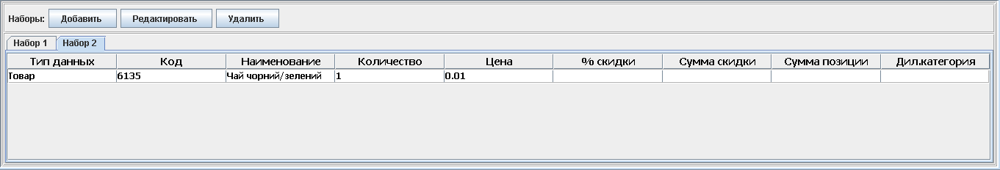 Наборы: Добавить Редактировать Удалить
Набор 1 Набор 2
Тип данных Код Наименование Количество Цена % скидки Сумма скидки Сумма позиции Дил.категория
Товар 6135 Чай чорний/зелений 1 0.01